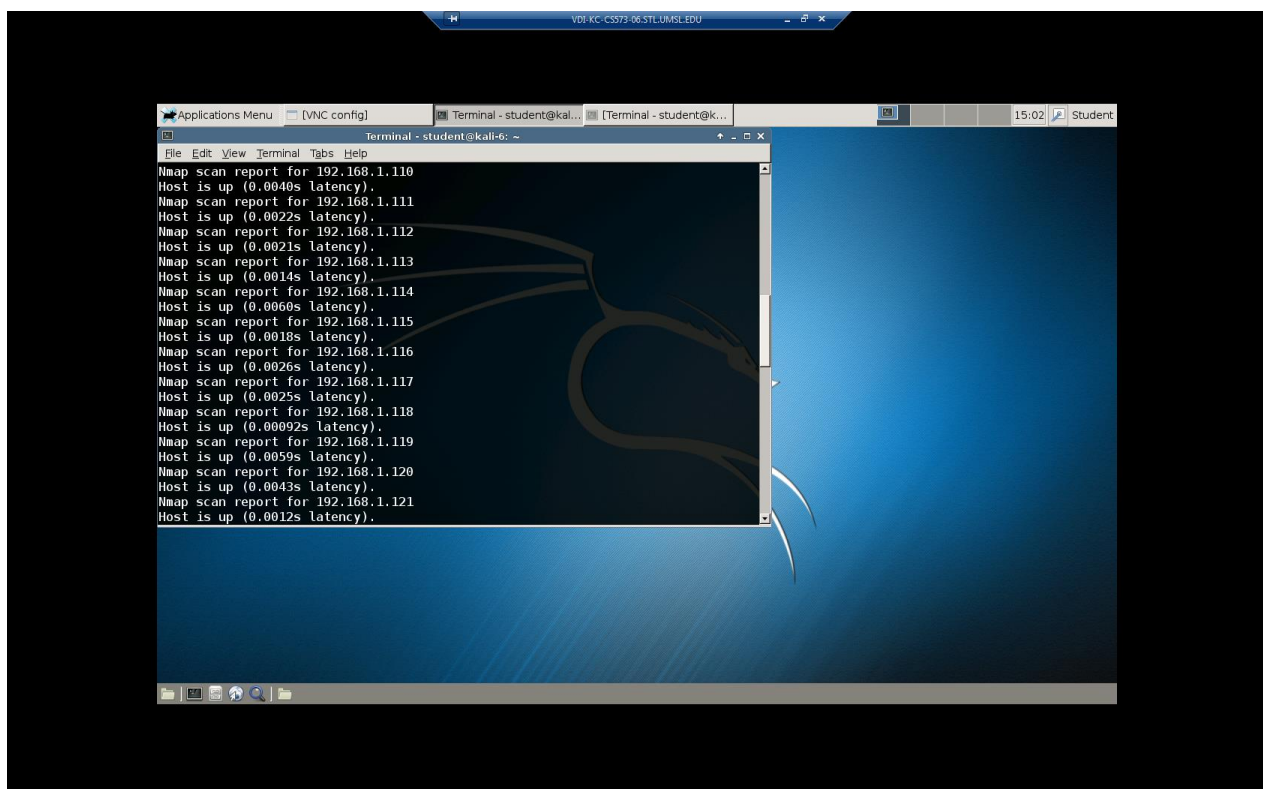 VDI-KC-CS573-06.STL.UMSL.EDU
Applications Menu [VNC config] Terminal - student@kal... [Terminal - student@k... 15:02 Student
Terminal - student@kali-6: ~
File Edit View Terminal Tabs Help
Nmap scan report for 192.168.1.110
Host is up (0.0040s latency).
Nmap scan report for 192.168.1.111
Host is up (0.0022s latency).
Nmap scan report for 192.168.1.112
Host is up (0.0021s latency).
Nmap scan report for 192.168.1.113
Host is up (0.0014s latency).
Nmap scan report for 192.168.1.114
Host is up (0.0060s latency).
Nmap scan report for 192.168.1.115
Host is up (0.0018s latency).
Nmap scan report for 192.168.1.116
Host is up (0.0026s latency).
Nmap scan report for 192.168.1.117
Host is up (0.0025s latency).
Nmap scan report for 192.168.1.118
Host is up (0.00092s latency).
Nmap scan report for 192.168.1.119
Host is up (0.0059s latency).
Nmap scan report for 192.168.1.120
Host is up (0.0043s latency).
Nmap scan report for 192.168.1.121
Host is up (0.0012s latency).